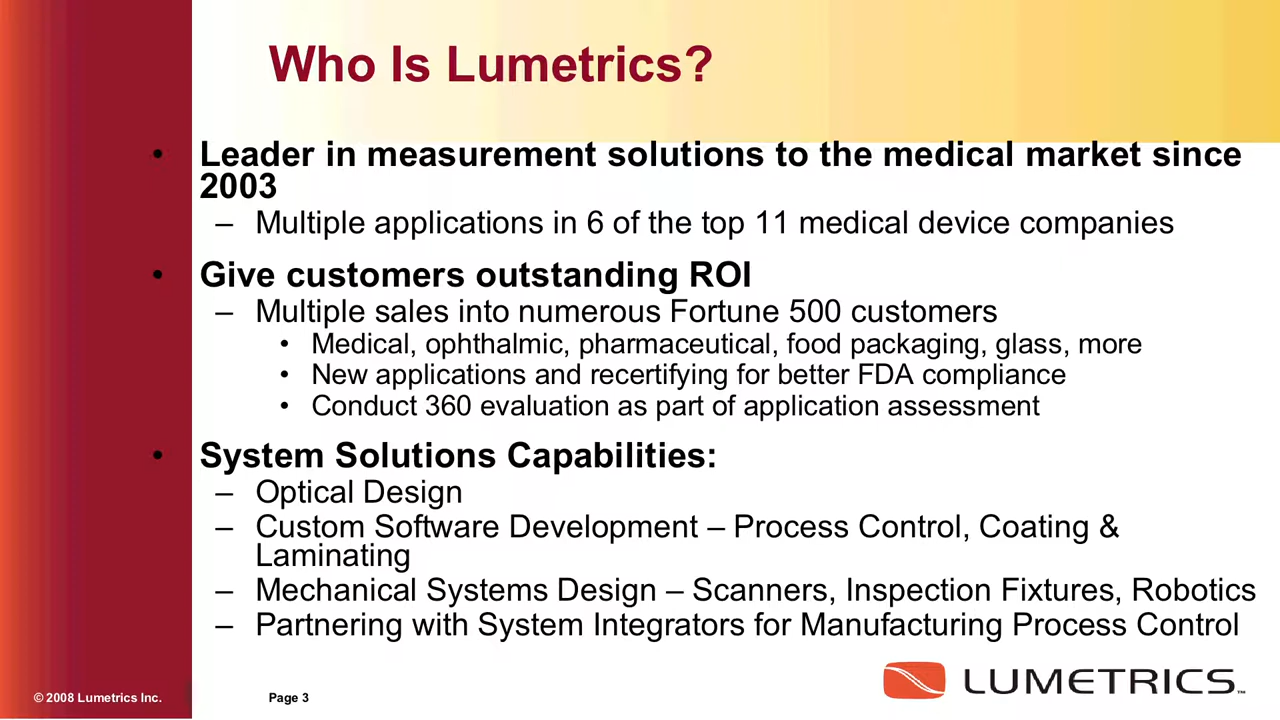 Who Is Lumetrics?
• Leader in measurement solutions to the medical market since
2003
– Multiple applications in 6 of the top 11 medical device companies
• Give customers outstanding ROI
– Multiple sales into numerous Fortune 500 customers
• Medical, ophthalmic, pharmaceutical, food packaging, glass, more
• New applications and recertifying for better FDA compliance
• Conduct 360 evaluation as part of application assessment
• System Solutions Capabilities:
– Optical Design
– Custom Software Development – Process Control, Coating &
Laminating
– Mechanical Systems Design – Scanners, Inspection Fixtures, Robotics
– Partnering with System Integrators for Manufacturing Process Control
© 2008 Lumetrics Inc.
Page 3
LUMETRICS™